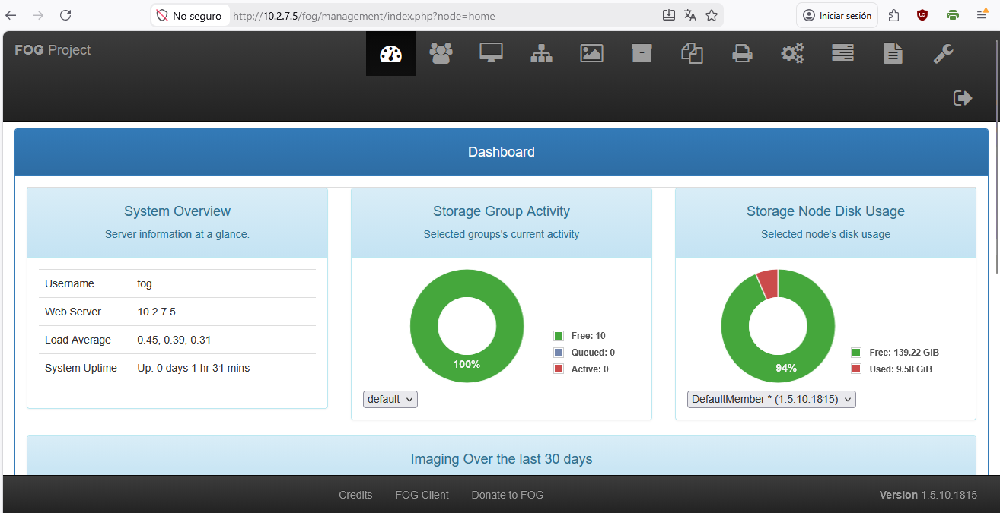 No seguro
http://10.2.7.5/fog/management/index.php?node=home
Iniciar sesión
FOG Project
Dashboard
System Overview
Server information at a glance.
Username fog
Web Server 10.2.7.5
Load Average 0.45, 0.39, 0.31
System Uptime Up: 0 days 1 hr 31 mins
Storage Group Activity
Selected groups's current activity
100%
Free: 10
Queued: 0
Active: 0
default
Storage Node Disk Usage
Selected node's disk usage
94%
Free: 139.22 GiB
Used: 9.58 GiB
DefaultMember * (1.5.10.1815)
Imaging Over the last 30 days
Credits FOG Client Donate to FOG Version 1.5.10.1815